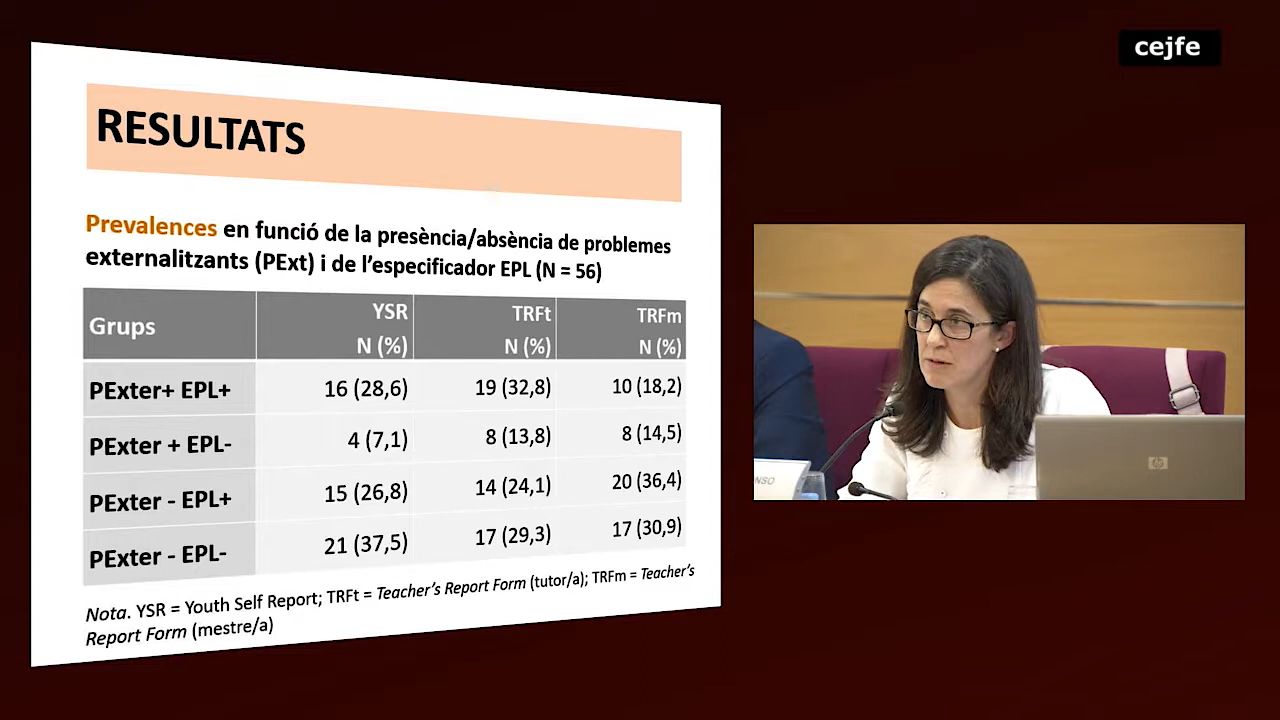 cejfe
RESULTATS
Prevalences en funció de la presència/absència de problemes
externalitzants (PExt) i de l'especificador EPL (N = 56)
Grups YSR TRFt TRFm
N (%) N (%) N (%)
PExter+ EPL+ 16 (28,6) 19 (32,8) 10 (18,2)
PExter + EPL- 4 (7,1) 8 (13,8) 8 (14,5)
PExter - EPL+ 15 (26,8) 14 (24,1) 20 (36,4)
PExter - EPL- 21 (37,5) 17 (29,3) 17 (30,9)
Nota. YSR = Youth Self Report; TRFt = Teacher's Report Form (tutor/a); TRFm = Teacher's
Report Form (mestre/a)
ONSO
hp